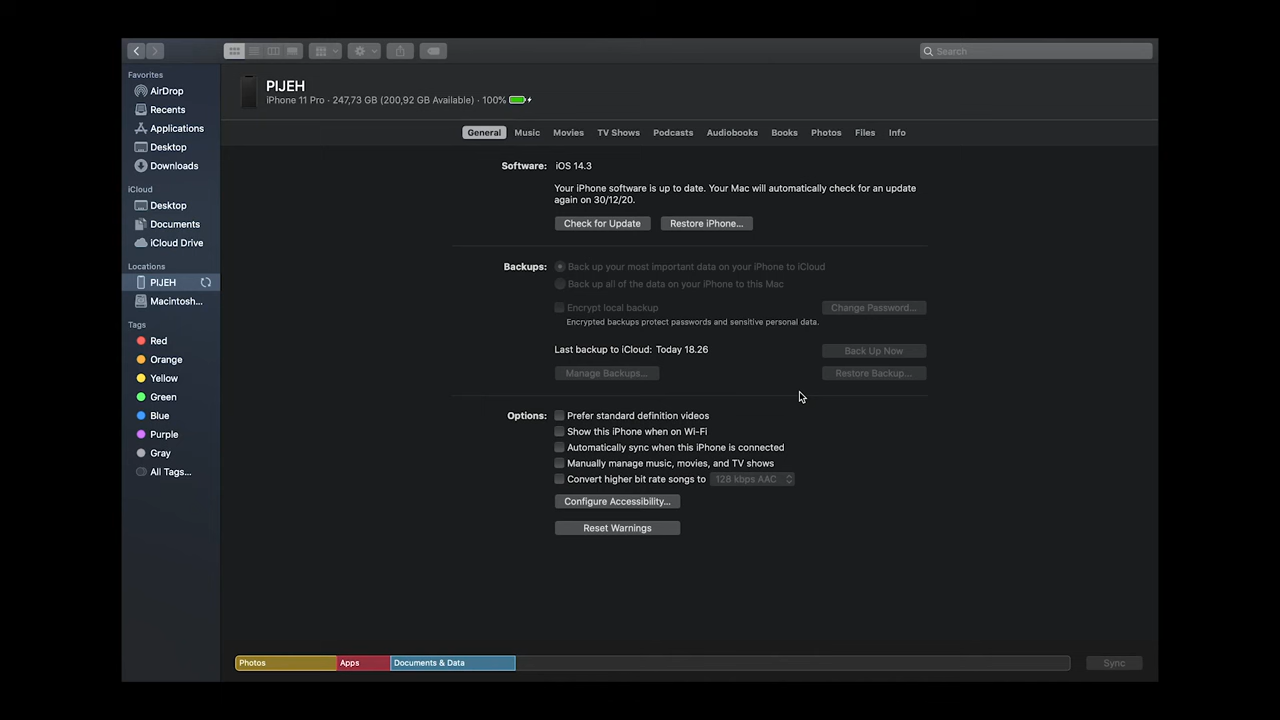 Search
Favorites
AirDrop
Recents
Applications
Desktop
Downloads
iCloud
Desktop
Documents
iCloud Drive
Locations
PIJEH
Macintosh...
Tags
Red
Orange
Yellow
Green
Blue
Purple
Gray
All Tags...
PIJEH
iPhone 11 Pro · 247,73 GB (200,92 GB Available) · 100%
General Music Movies TV Shows Podcasts Audiobooks Books Photos Files Info
Software: iOS 14.3
Your iPhone software is up to date. Your Mac will automatically check for an update
again on 30/12/20.
Check for Update Restore iPhone...
Backups: Back up your most important data on your iPhone to iCloud
Back up all of the data on your iPhone to this Mac
Encrypt local backup Change Password...
Encrypted backups protect passwords and sensitive personal data.
Last backup to iCloud: Today 18.26 Back Up Now
Manage Backups... Restore Backup...
Options: Prefer standard definition videos
Show this iPhone when on Wi-Fi
Automatically sync when this iPhone is connected
Manually manage music, movies, and TV shows
Convert higher bit rate songs to 128 kbps AAC
Configure Accessibility...
Reset Warnings
Photos Apps Documents & Data Sync